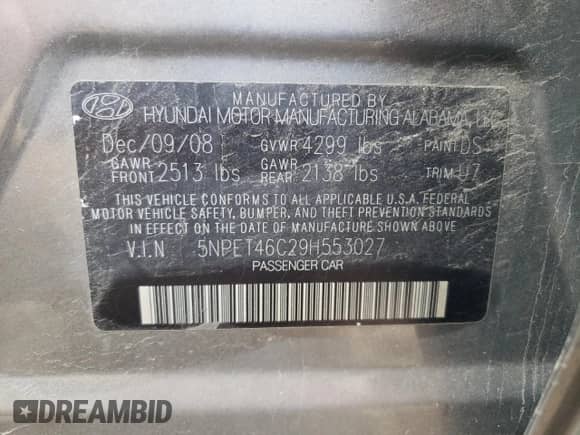 MANUFACTURED BY
HYUNDAI MOTOR MANUFACTURING ALABAMA, LLC
Dec/09/08 GVWR 4299 lbs PAINT DS
GAWR FRONT 2513 lbs GAWR REAR 2138 lbs TRIM U7
THIS VEHICLE CONFORMS TO ALL APPLICABLE U.S.A. FEDERAL
MOTOR VEHICLE SAFETY, BUMPER, AND THEFT PREVENTION
STANDARDS IN EFFECT ON THE DATE OF MANUFACTURE SHOWN ABOVE.
V.I.N 5NPET46C29H553027
PASSENGER CAR
DREAMBID